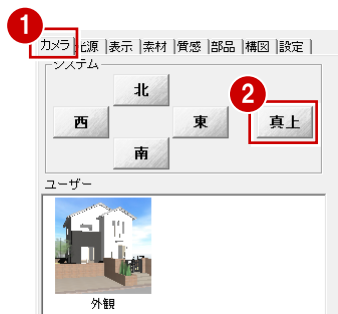 1
カメラ 光源 表示 素材 質感 部品 構図 設定
システム
北
2
西 東 真上
南
ユーザー
外観